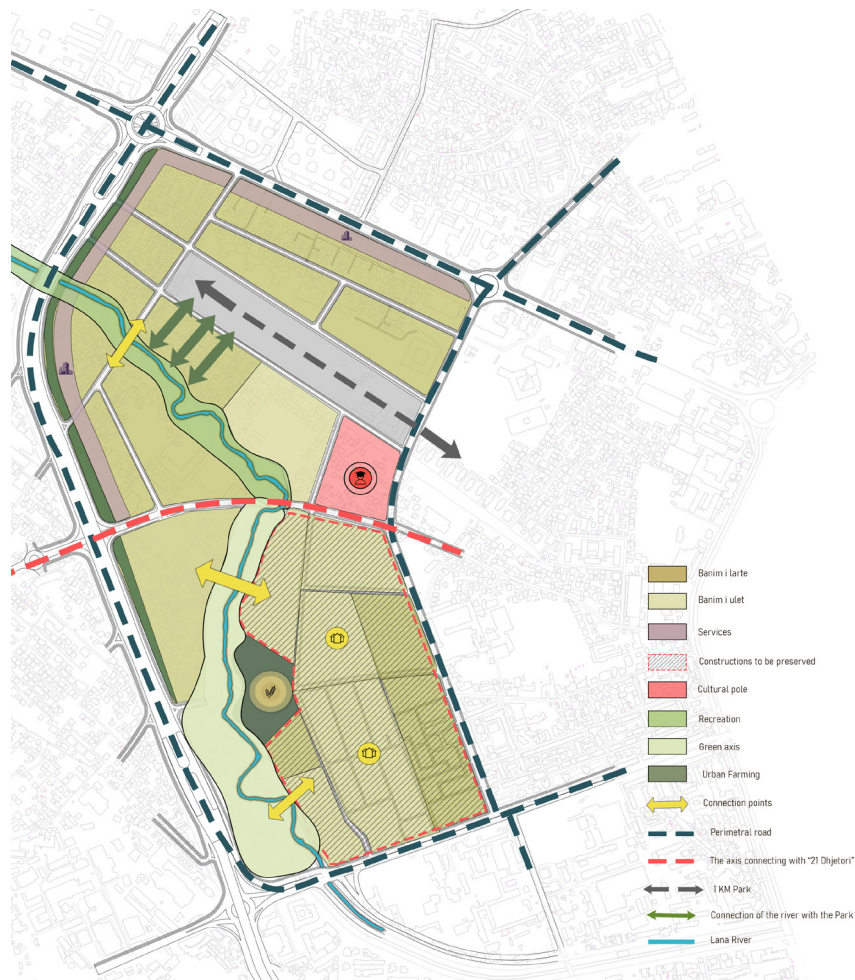 Banim i larte
Banim i ulet
Services
Constructions to be preserved
Cultural pole
Recreation
Green axis
Urban Farming
Connection points
Perimetral road
The axis connecting with "21 Dhjetori"
1 KM Park
Connection of the river with the Park
Lana River